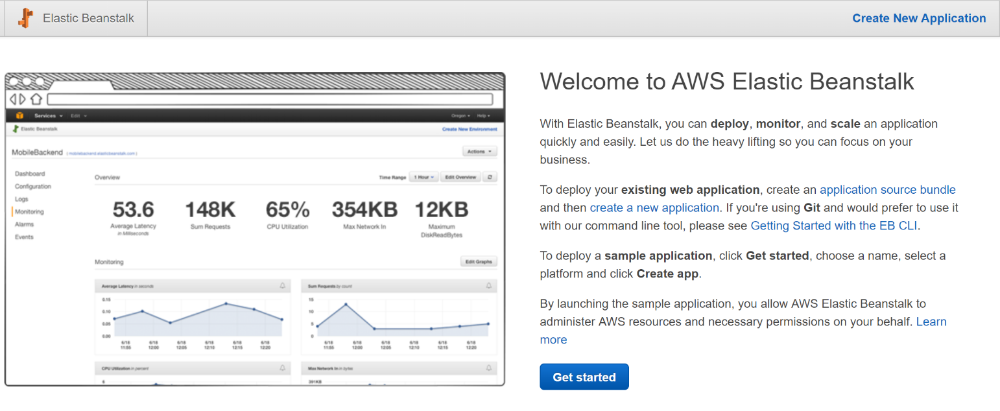 Elastic Beanstalk
Create New Application
Services Edit
Oregon Help
Elastic Beanstalk
Create New Environment
MobileBackend ( mobilebackend.elasticbeanstalk.com )
Actions
Dashboard
Configuration
Logs
Monitoring
Alarms
Events
Overview
Time Range 1 Hour Edit Overview
53.6 148K 65% 354KB 12KB
Average Latency Sum Requests CPU Utilization Max Network In Maximum
in Milliseconds DiskReadBytes
Monitoring
Edit Graphs
Average Latency in seconds
0.15
0.10
0.05
0.00
6/18 6/18 6/18 6/18 6/18 6/18
11:55 12:00 12:05 12:10 12:15 12:20
Sum Requests by count
15
10
5
0
6/18 6/18 6/18 6/18 6/18 6/18
11:55 12:00 12:05 12:10 12:15 12:20
CPU Utilization in percent
6
Max Network In in bytes
391KB
Welcome to AWS Elastic Beanstalk
With Elastic Beanstalk, you can deploy, monitor, and scale an application
quickly and easily. Let us do the heavy lifting so you can focus on your
business.
To deploy your existing web application, create an application source bundle
and then create a new application. If you're using Git and would prefer to use it
with our command line tool, please see Getting Started with the EB CLI.
To deploy a sample application, click Get started, choose a name, select a
platform and click Create app.
By launching the sample application, you allow AWS Elastic Beanstalk to
administer AWS resources and necessary permissions on your behalf. Learn
more
Get started